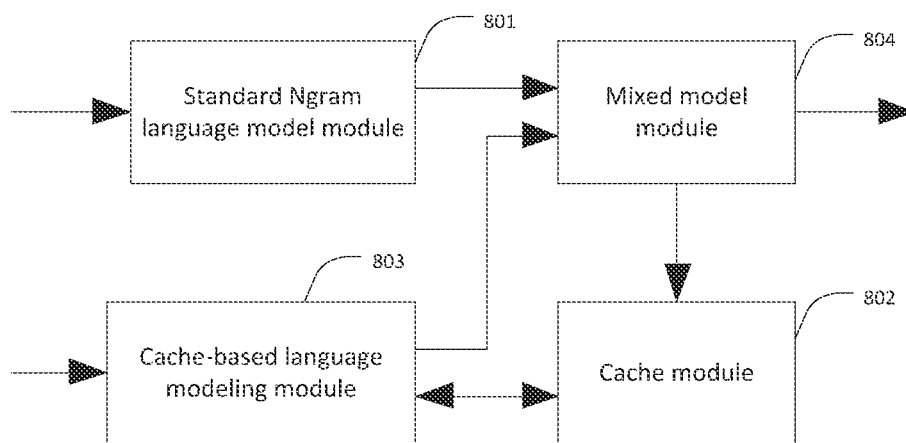 801
Standard Ngram
language model module
804
Mixed model
module
803
Cache-based language
modeling module
802
Cache module